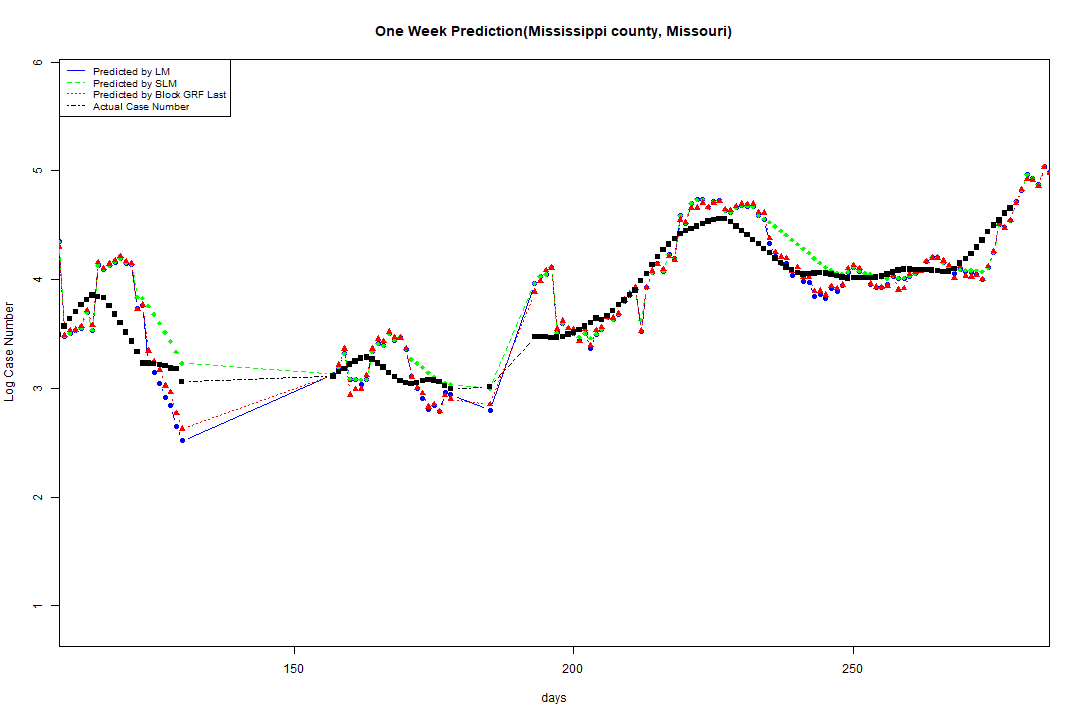 One Week Prediction(Mississippi county, Missouri)
Predicted by LM
Predicted by SLM
Predicted by Block GRF Last
Actual Case Number
6
5
4
3
2
1
Log Case Number
150
200
250
days